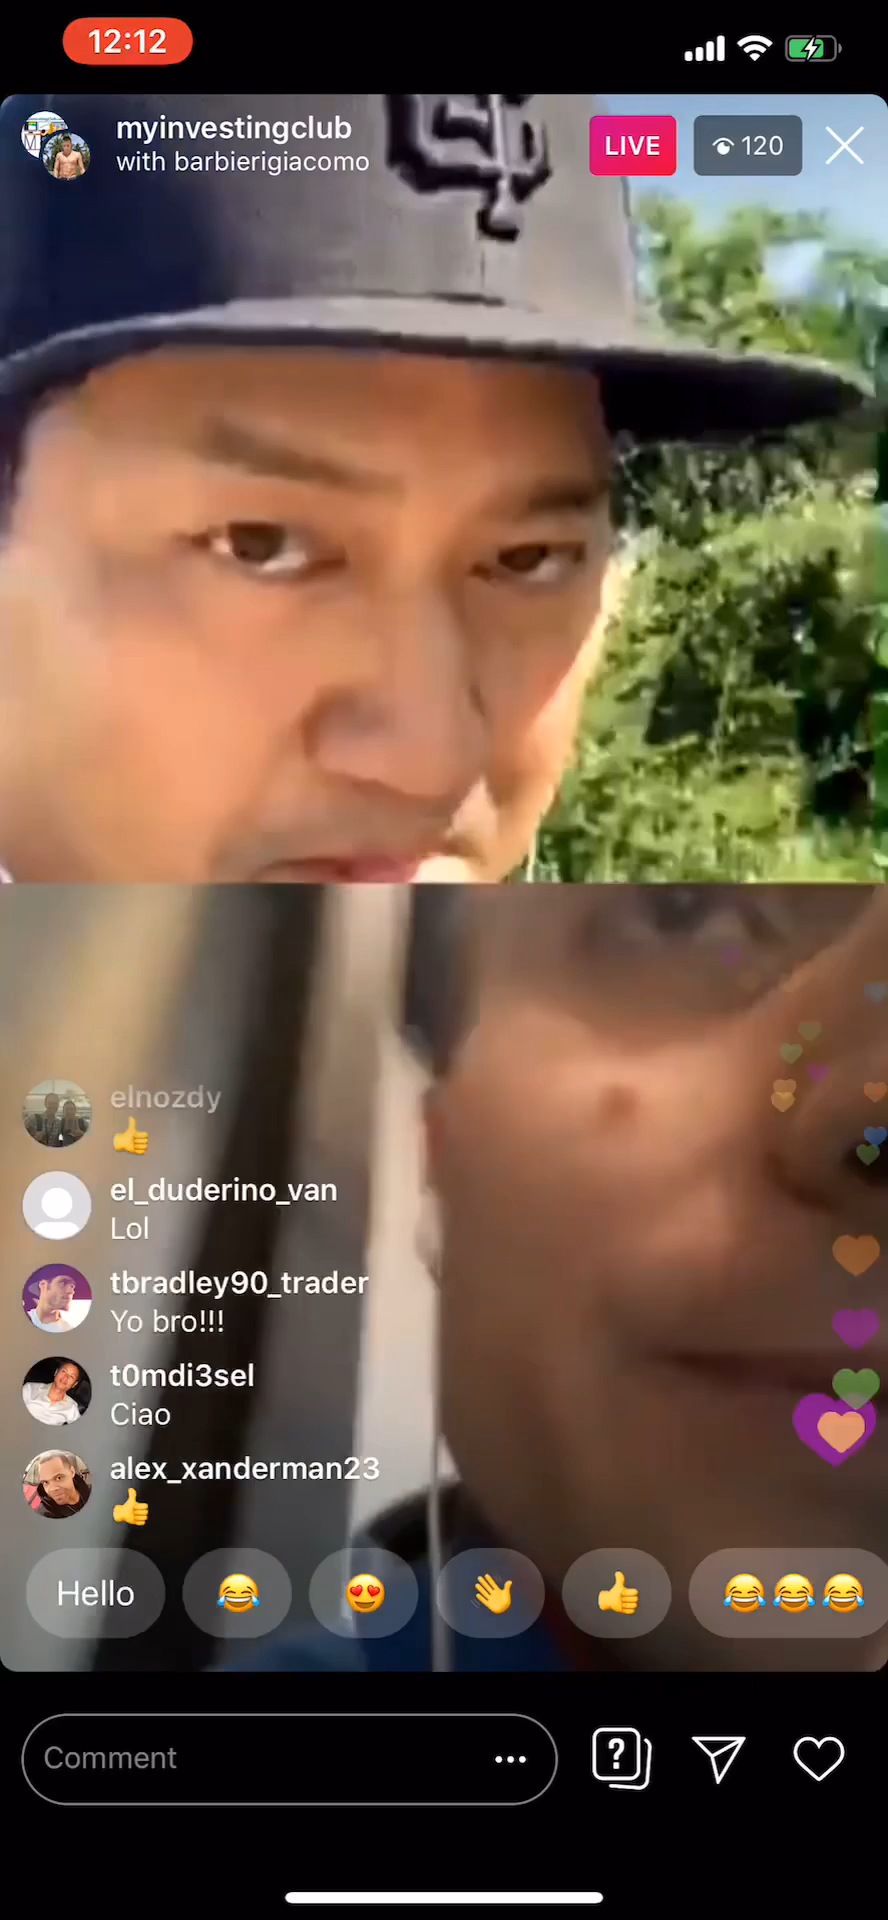 12:12
myinvestingclub
with barbierigiacomo
LIVE
120
elnozdy
👍
el_duderino_van
Lol
tbradley90_trader
Yo bro!!!
t0mdi3sel
Ciao
alex_xanderman23
👍
Hello 😂 😍 👋 👍 😂😂😂
Comment